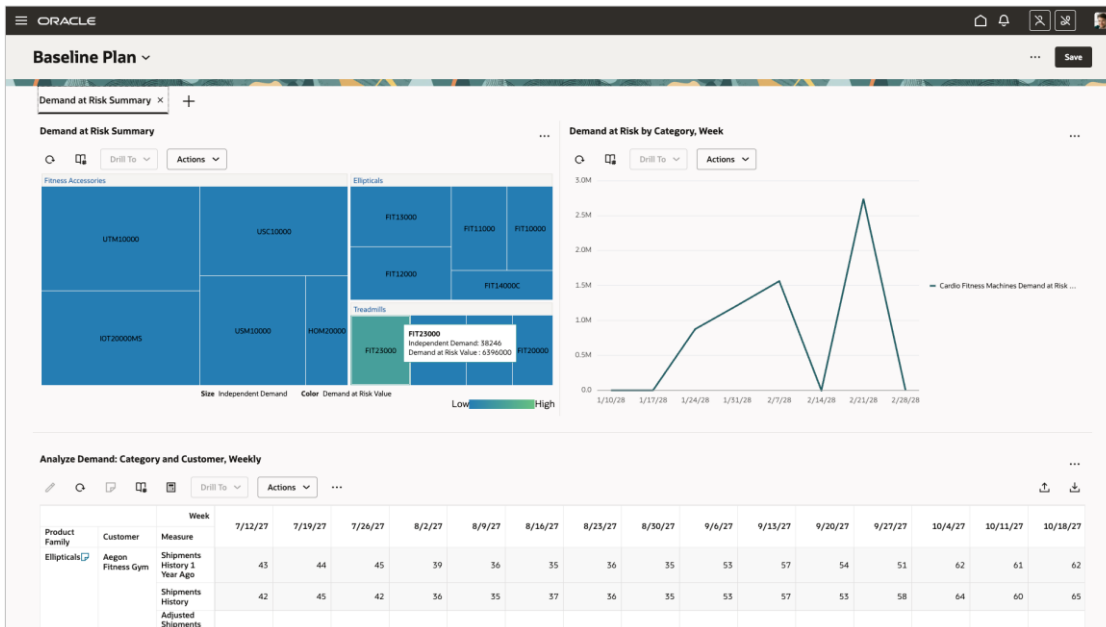 ORACLE
Baseline Plan
Save
Demand at Risk Summary ×
Demand at Risk Summary
Drill To
Actions
Fitness Accessories
UTM10000
USC10000
IOT20000MS
USM10000
HOM20000
Ellipticals
FIT13000
FIT11000
FIT10000
FIT12000
FIT14000C
Treadmills
FIT23000
FIT20000
FIT23000
Independent Demand: 38246
Demand at Risk Value : 6396000
Size Independent Demand Color Demand at Risk Value
Low High
Demand at Risk by Category, Week
Drill To
Actions
3.0M
2.5M
2.0M
1.5M
1.0M
0.5M
0.0
1/10/28 1/17/28 1/24/28 1/31/28 2/7/28 2/14/28 2/21/28 2/28/28
Cardio Fitness Machines Demand at Risk ...
Analyze Demand: Category and Customer, Weekly
Drill To
Actions
Week 7/12/27 7/19/27 7/26/27 8/2/27 8/9/27 8/16/27 8/23/27 8/30/27 9/6/27 9/13/27 9/20/27 9/27/27 10/4/27 10/11/27 10/18/27
Product Family Customer Measure
Ellipticals Aegon Fitness Gym Shipments History 1 Year Ago 43 44 45 39 36 35 36 35 53 57 54 51 62 61 62
Shipments History 42 45 42 36 35 37 36 35 53 57 53 58 64 60 65
Adjusted
Shipments